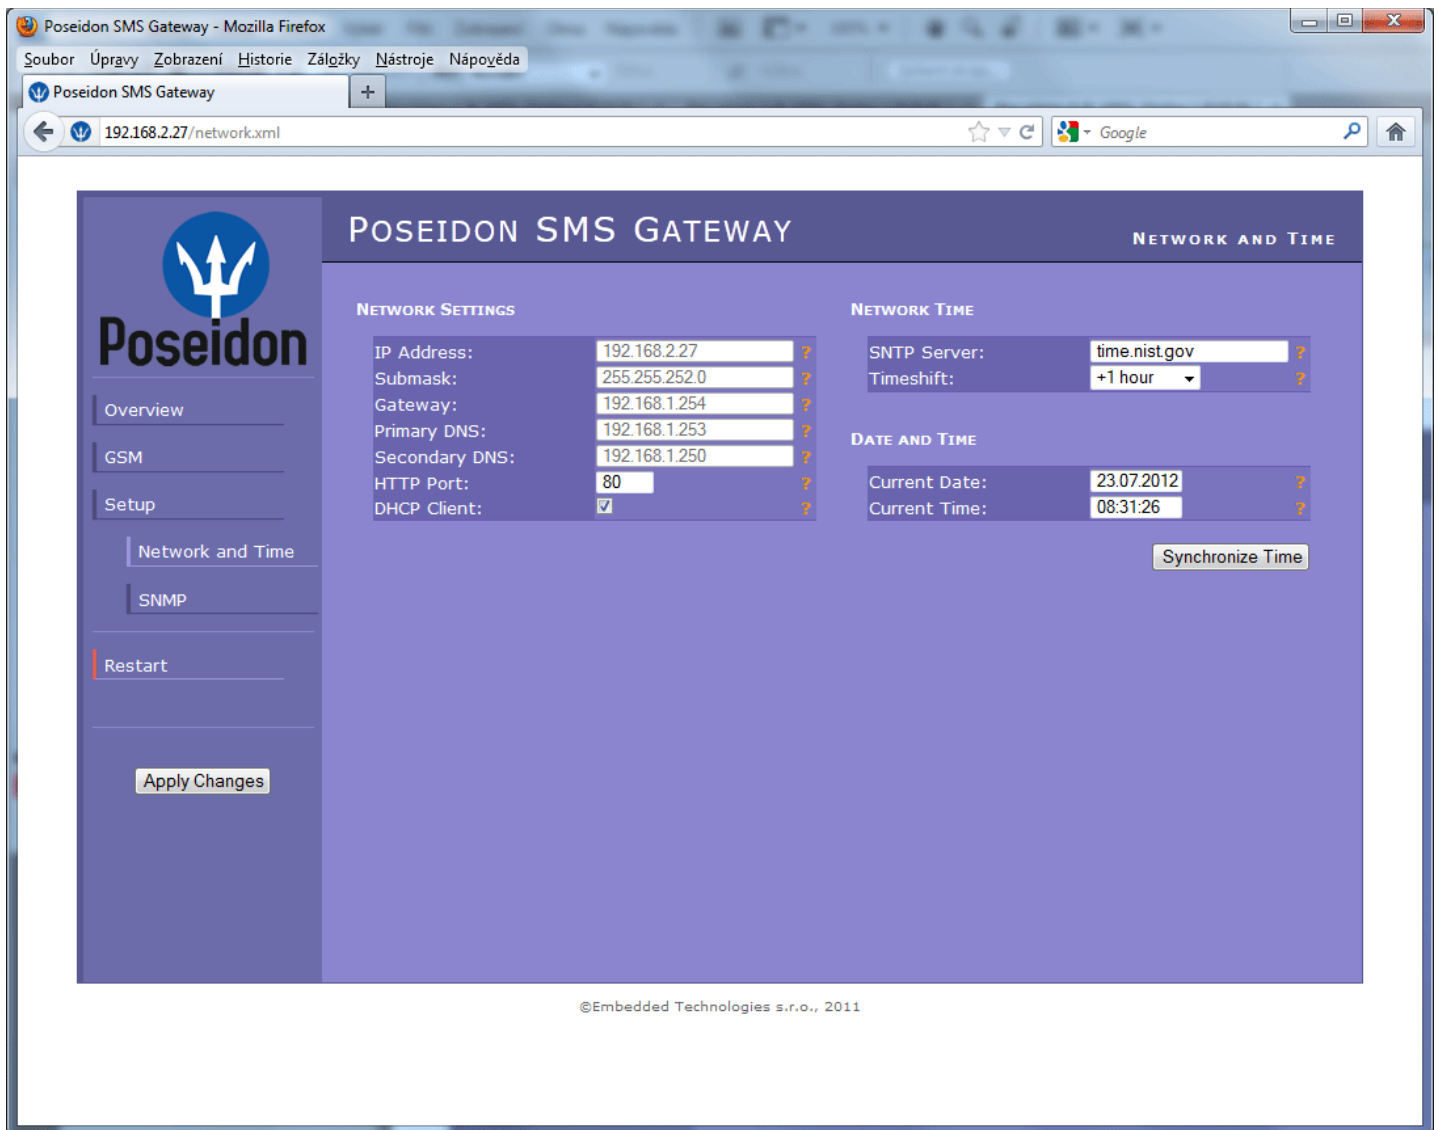 Poseidon SMS Gateway - Mozilla Firefox
Soubor Úpravy Zobrazení Historie Záložky Nástroje Nápověda
Poseidon SMS Gateway +
192.168.2.27/network.xml Google
Poseidon
POSEIDON SMS GATEWAY
NETWORK AND TIME
Overview
GSM
Setup
Network and Time
SNMP
Restart
Apply Changes
NETWORK SETTINGS
IP Address: 192.168.2.27 ?
Submask: 255.255.252.0 ?
Gateway: 192.168.1.254 ?
Primary DNS: 192.168.1.253 ?
Secondary DNS: 192.168.1.250 ?
HTTP Port: 80 ?
DHCP Client: ?
NETWORK TIME
SNTP Server: time.nist.gov ?
Timeshift: +1 hour ?
DATE AND TIME
Current Date: 23.07.2012 ?
Current Time: 08:31:26 ?
Synchronize Time
©Embedded Technologies s.r.o., 2011